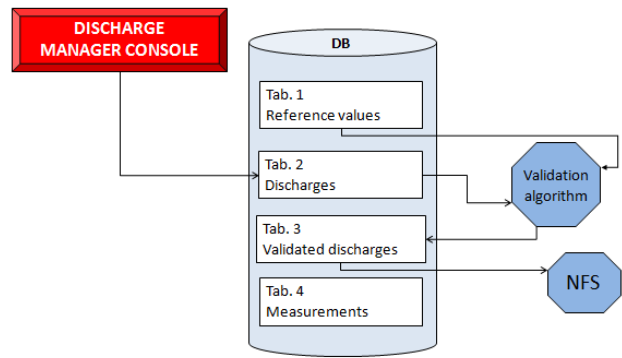 DISCHARGE
MANAGER CONSOLE
DB
Tab. 1
Reference values
Tab. 2
Discharges
Validation
algorithm
Tab. 3
Validated discharges
NFS
Tab. 4
Measurements